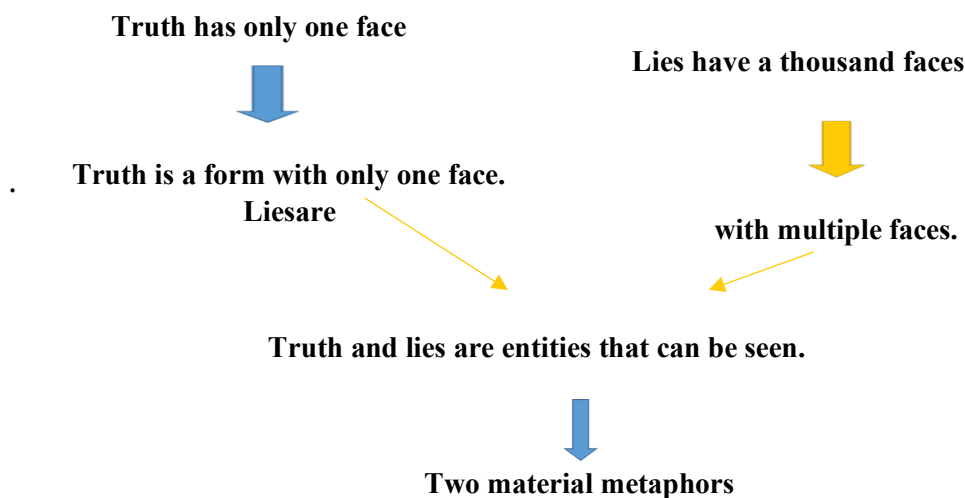 Truth has only one face
Lies have a thousand faces
Truth is a form with only one face.
.
Liesare
with multiple faces.
Truth and lies are entities that can be seen.
Two material metaphors